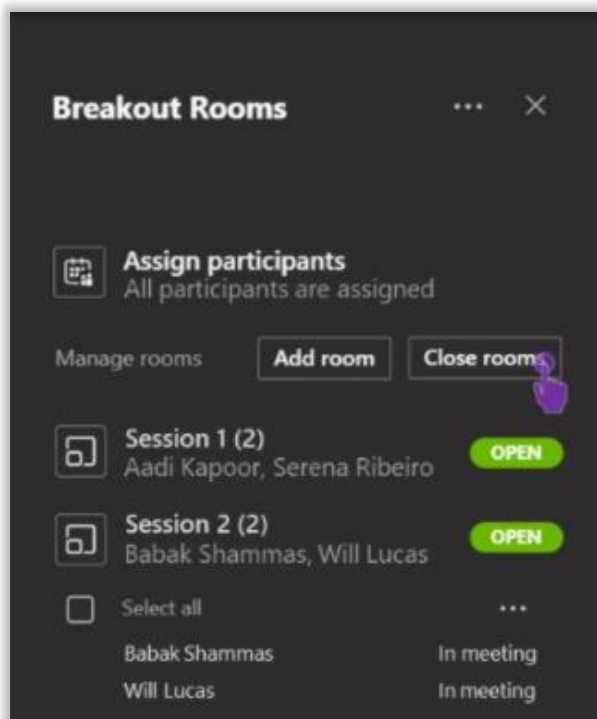 Breakout Rooms
Assign participants
All participants are assigned
Manage rooms Add room Close rooms
Session 1 (2) OPEN
Aadi Kapoor, Serena Ribeiro
Session 2 (2) OPEN
Babak Shammas, Will Lucas
Select all
Babak Shammas In meeting
Will Lucas In meeting